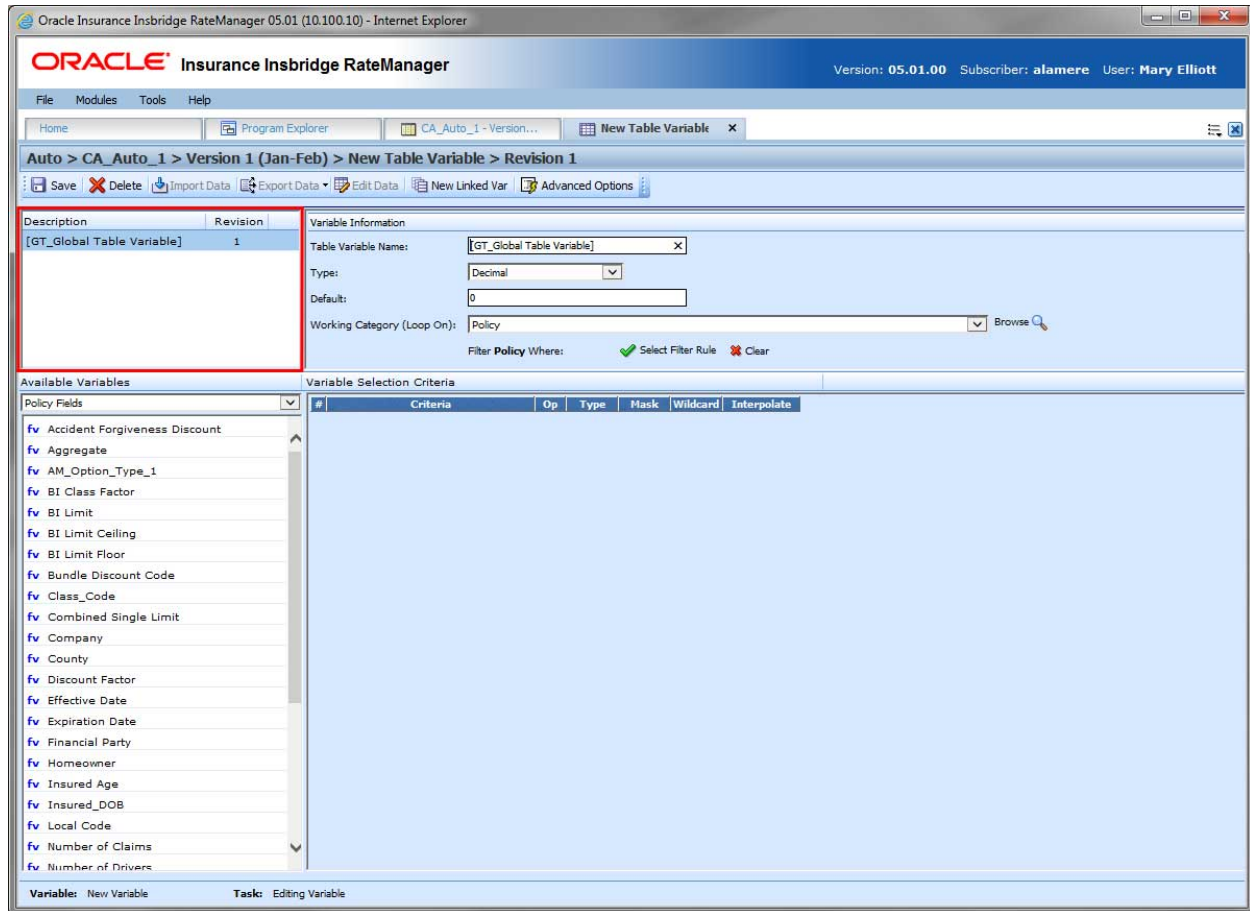 Oracle Insurance Insbridge RateManager 05.01 (10.100.10) - Internet Explorer
ORACLE Insurance Insbridge RateManager
Version: 05.01.00 Subscriber: alamere User: Mary Elliott
File Modules Tools Help
Home Program Explorer CA_Auto_1 - Version... New Table Variable
Auto > CA_Auto_1 > Version 1 (Jan-Feb) > New Table Variable > Revision 1
Save Delete Import Data Export Data Edit Data New Linked Var Advanced Options
Description Revision
[GT_Global Table Variable] 1
Variable Information
Table Variable Name: [GT_Global Table Variable]
Type: Decimal
Default: 0
Working Category (Loop On): Policy Browse
Filter Policy Where: Select Filter Rule Clear
Available Variables
Policy Fields
fv Accident Forgiveness Discount
fv Aggregate
fv AM_Option_Type_1
fv BI Class Factor
fv BI Limit
fv BI Limit Ceiling
fv BI Limit Floor
fv Bundle Discount Code
fv Class_Code
fv Combined Single Limit
fv Company
fv County
fv Discount Factor
fv Effective Date
fv Expiration Date
fv Financial Party
fv Homeowner
fv Insured Age
fv Insured_DOB
fv Local Code
fv Number of Claims
fv Number of Drivers
Variable Selection Criteria
# Criteria Op Type Mask Wildcard Interpolate
Variable: New Variable Task: Editing Variable